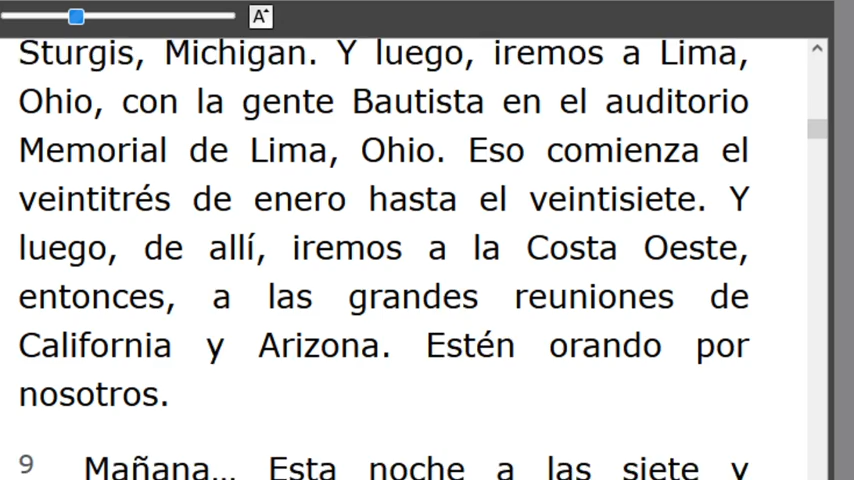 A
Sturgis, Michigan. Y luego, iremos a Lima,
Ohio, con la gente Bautista en el auditorio
Memorial de Lima, Ohio. Eso comienza el
veintitrés de enero hasta el veintisiete. Y
luego, de allí, iremos a la Costa Oeste,
entonces, a las grandes reuniones de
California y Arizona. Estén orando por
nosotros.
9 Mañana… Esta noche a las siete y